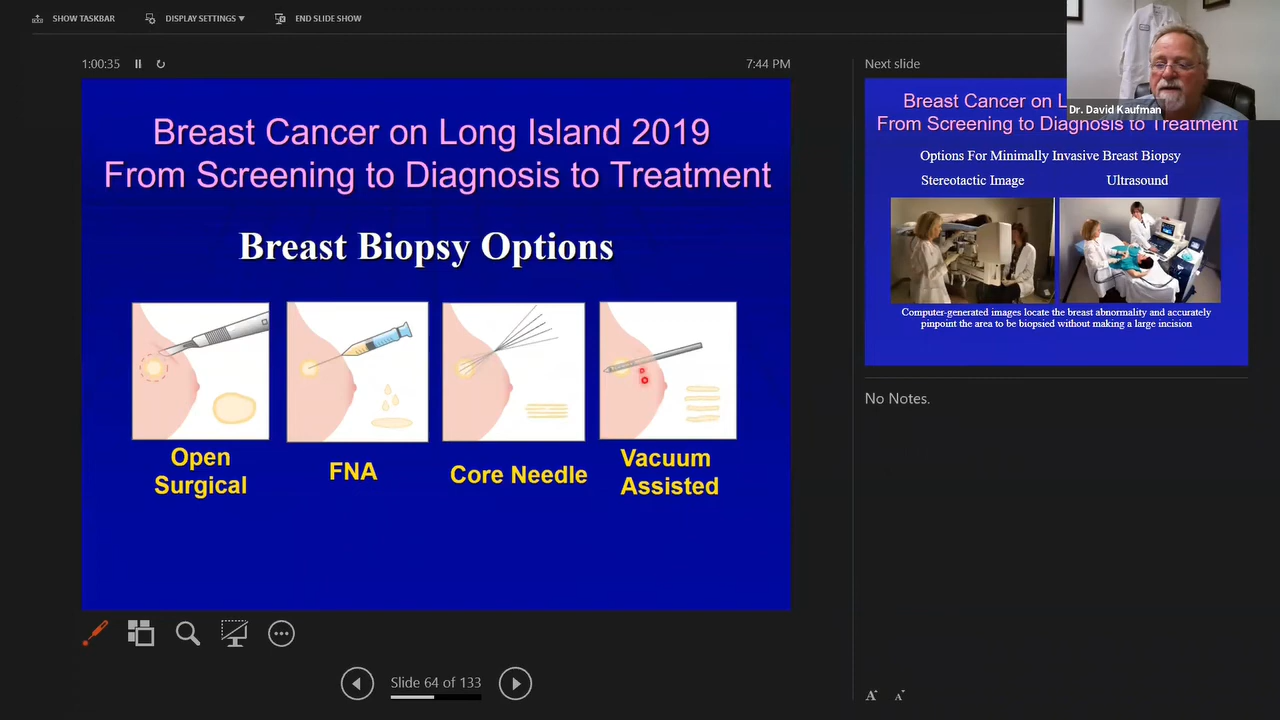 SHOW TASKBAR
DISPLAY SETTINGS ▼
END SLIDE SHOW
1:00:35
7:44 PM
Breast Cancer on Long Island 2019
From Screening to Diagnosis to Treatment
Breast Biopsy Options
Open
Surgical
FNA
Core Needle
Vacuum
Assisted
Slide 64 of 133
Next slide
Breast Cancer on L
From Screening to Diagnosis to Treatment
Options For Minimally Invasive Breast Biopsy
Stereotactic Image
Ultrasound
Computer-generated images locate the breast abnormality and accurately
pinpoint the area to be biopsied without making a large incision
No Notes.
A
A
Dr. David Kaufman